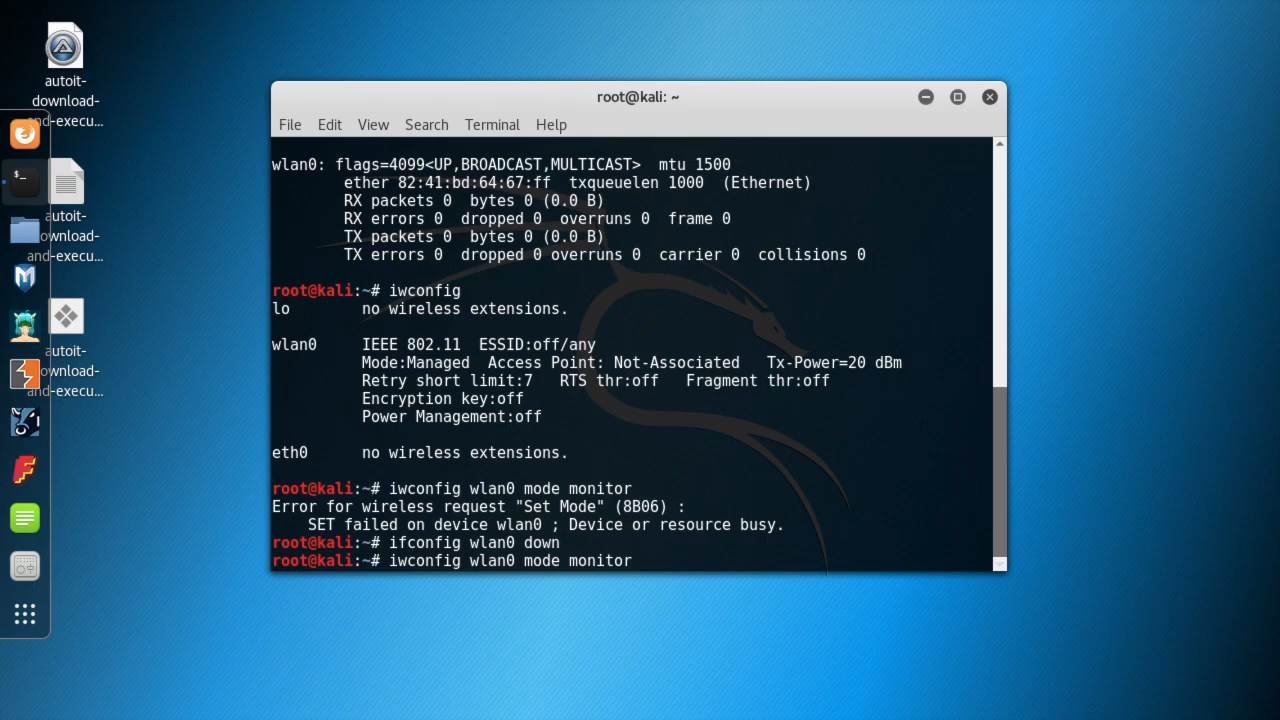 autoit-
download-
and-execu...
autoit-
download-
and-execu...
autoit-
download-
and-execu...
root@kali: ~
File Edit View Search Terminal Help
wlan0: flags=4099<UP,BROADCAST,MULTICAST>  mtu 1500
        ether 82:41:bd:64:67:ff  txqueuelen 1000  (Ethernet)
        RX packets 0  bytes 0 (0.0 B)
        RX errors 0  dropped 0  overruns 0  frame 0
        TX packets 0  bytes 0 (0.0 B)
        TX errors 0  dropped 0 overruns 0  carrier 0  collisions 0
root@kali:~# iwconfig
lo        no wireless extensions.
wlan0     IEEE 802.11  ESSID:off/any
          Mode:Managed  Access Point: Not-Associated   Tx-Power=20 dBm
          Retry short limit:7   RTS thr:off   Fragment thr:off
          Encryption key:off
          Power Management:off
eth0      no wireless extensions.
root@kali:~# iwconfig wlan0 mode monitor
Error for wireless request "Set Mode" (8B06) :
    SET failed on device wlan0 ; Device or resource busy.
root@kali:~# ifconfig wlan0 down
root@kali:~# iwconfig wlan0 mode monitor